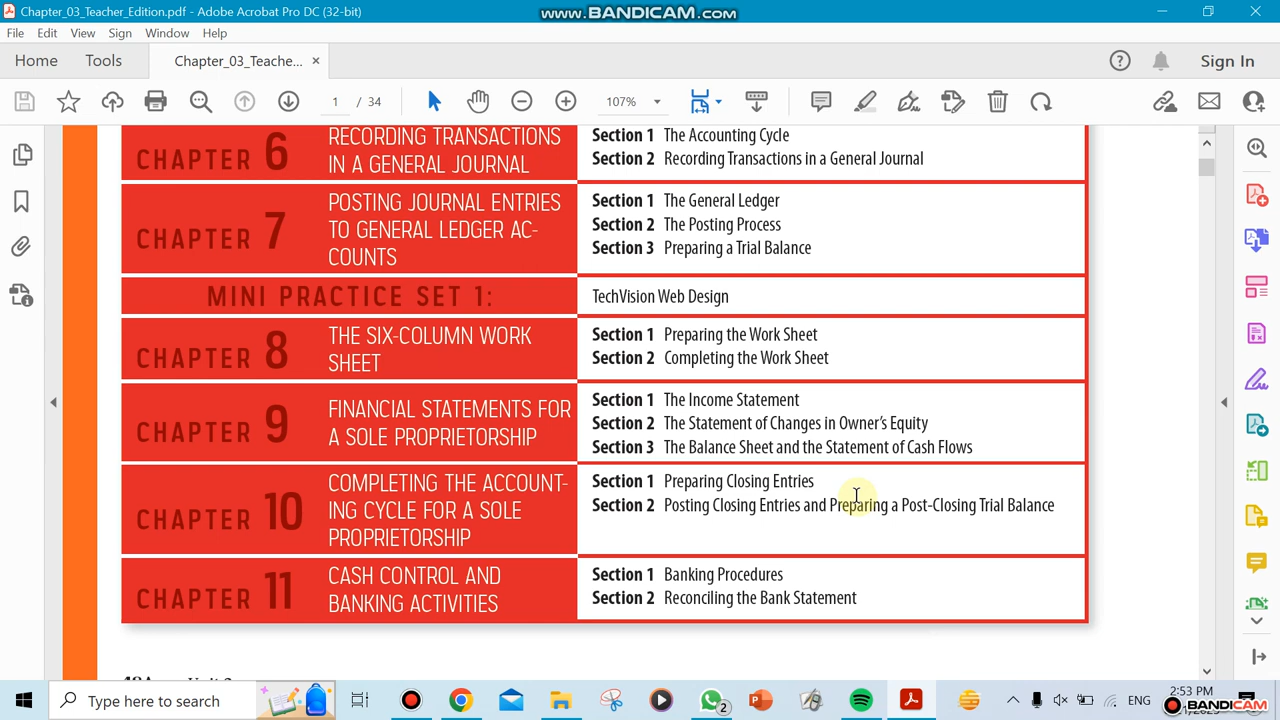 Chapter_03_Teacher_Edition.pdf - Adobe Acrobat Pro DC (32-bit)
www.BANDICAM.com
File Edit View Sign Window Help
Home Tools Chapter_03_Teache... × Sign In
1 / 34 107%
CHAPTER 6 RECORDING TRANSACTIONS
IN A GENERAL JOURNAL
Section 1 The Accounting Cycle
Section 2 Recording Transactions in a General Journal
CHAPTER 7 POSTING JOURNAL ENTRIES
TO GENERAL LEDGER AC-
COUNTS
Section 1 The General Ledger
Section 2 The Posting Process
Section 3 Preparing a Trial Balance
MINI PRACTICE SET 1:
TechVision Web Design
CHAPTER 8 THE SIX-COLUMN WORK
SHEET
Section 1 Preparing the Work Sheet
Section 2 Completing the Work Sheet
CHAPTER 9 FINANCIAL STATEMENTS FOR
A SOLE PROPRIETORSHIP
Section 1 The Income Statement
Section 2 The Statement of Changes in Owner's Equity
Section 3 The Balance Sheet and the Statement of Cash Flows
CHAPTER 10 COMPLETING THE ACCOUNT-
ING CYCLE FOR A SOLE
PROPRIETORSHIP
Section 1 Preparing Closing Entries
Section 2 Posting Closing Entries and Preparing a Post-Closing Trial Balance
CHAPTER 11 CASH CONTROL AND
BANKING ACTIVITIES
Section 1 Banking Procedures
Section 2 Reconciling the Bank Statement
Type here to search
2
ENG
2:53 PM
BANDICAM